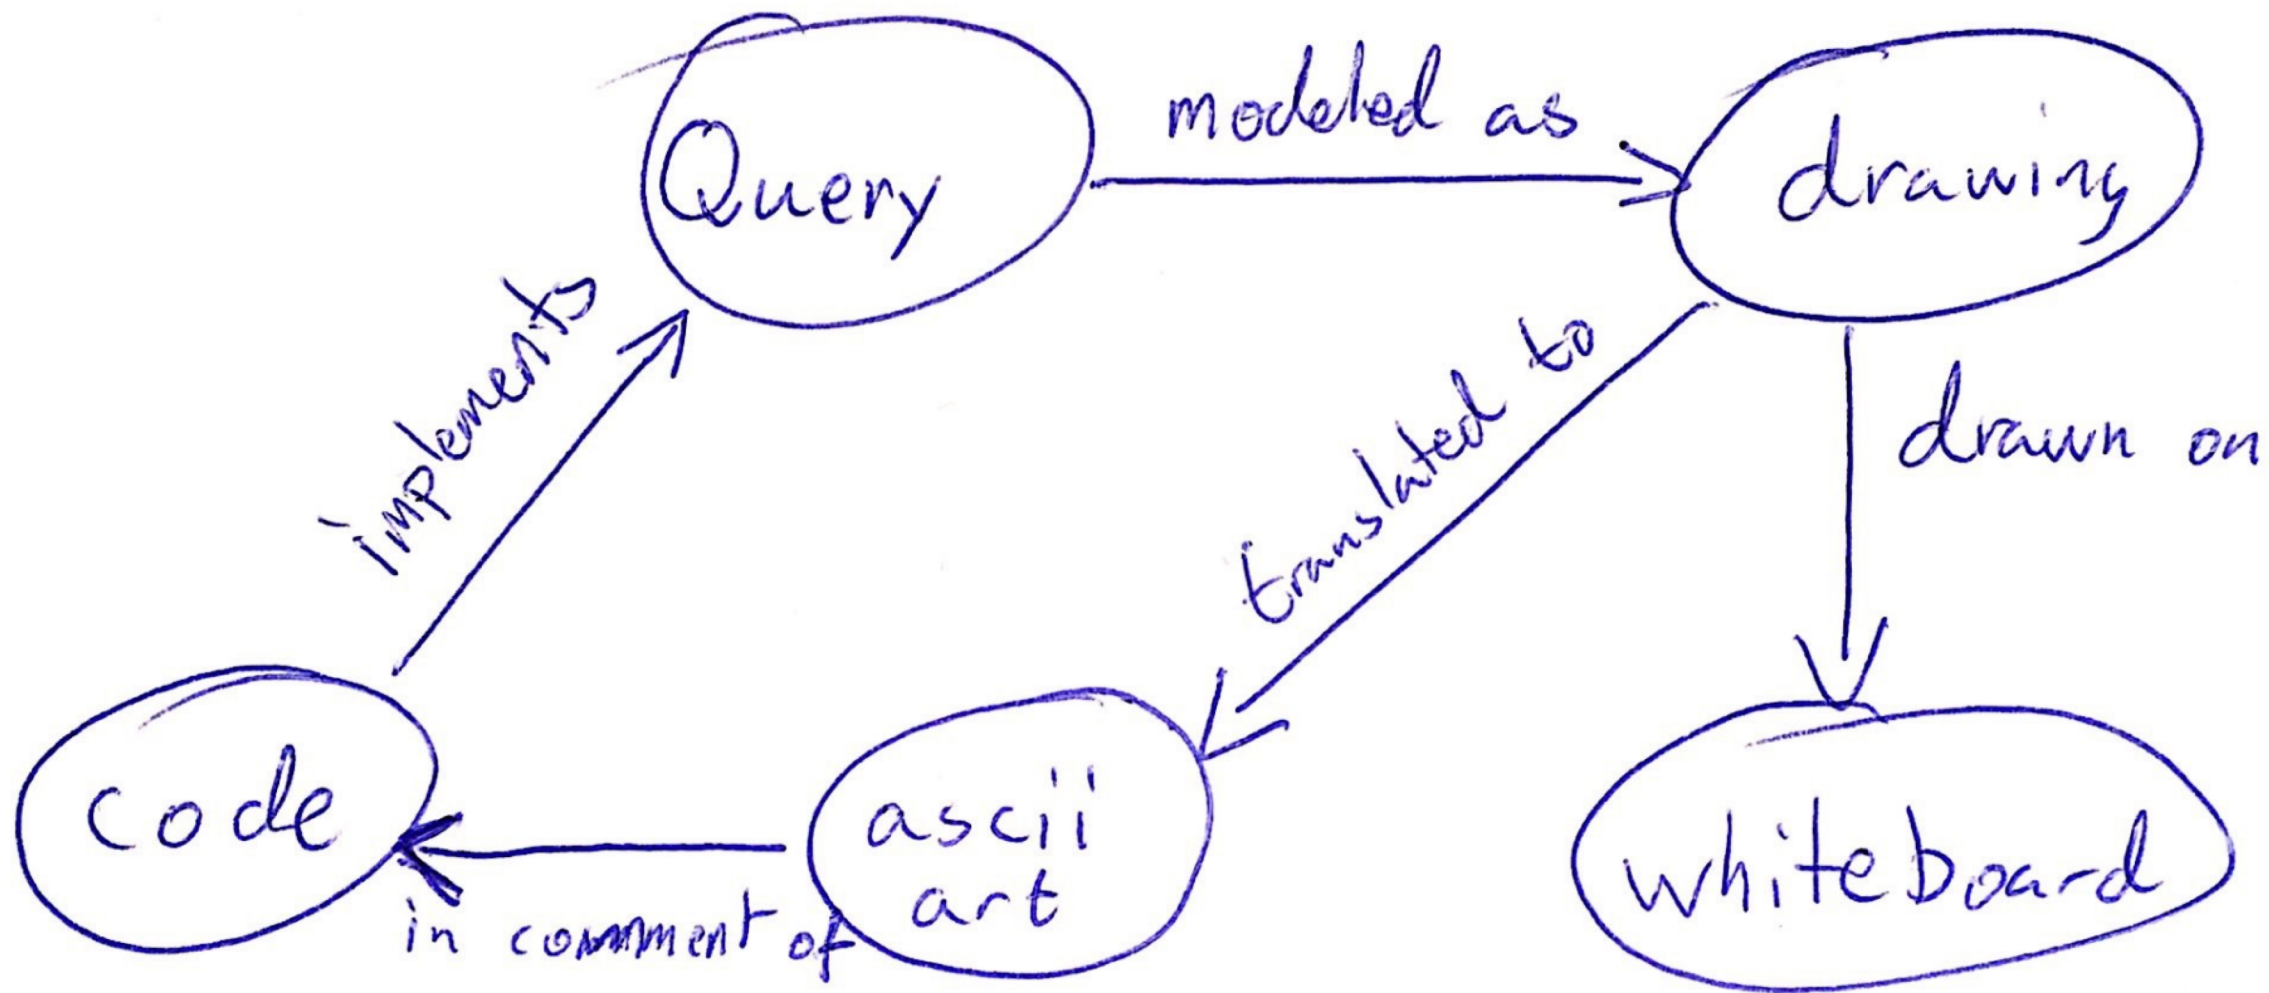 modeled as
Query
drawing
implements
translated to
drawn on
code
ascii
art
whiteboard
in comment of